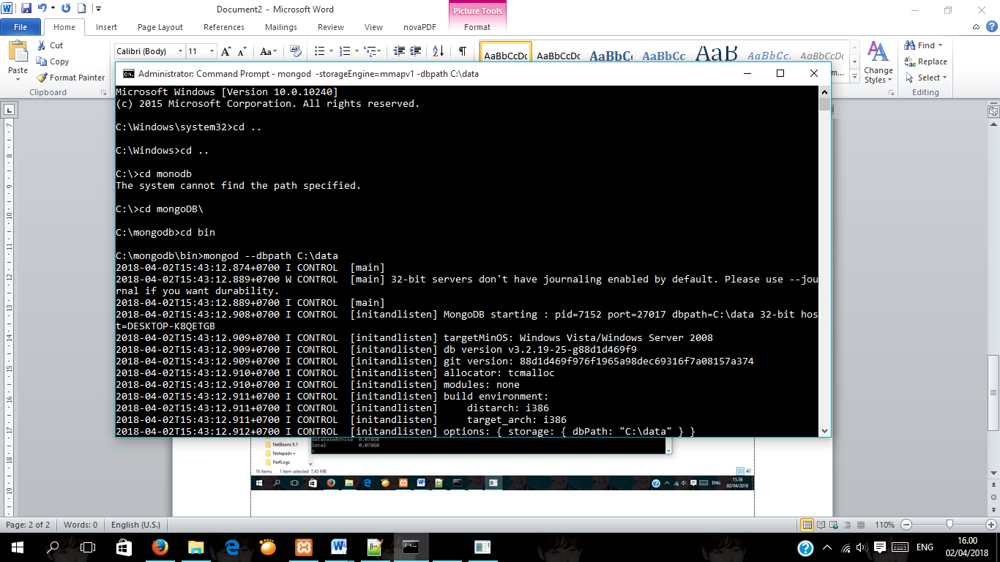 Document2 - Microsoft Word
Picture Tools
File
Home
Insert
Page Layout
References
Mailings
Review
View
novaPDF
Format
Paste
Cut
Copy
Format Painter
Clipboard
Calibri (Body)
11
AaBbCcDc
AaBbCcDc
AaBbCc
AaBbCc
AaB
AaBbCc.
AaBbCcDc
Change
Styles
Find
Replace
Select
Editing
Administrator: Command Prompt - mongod -storageEngine=mmapv1 -dbpath C:\data
Microsoft Windows [Version 10.0.10240]
(c) 2015 Microsoft Corporation. All rights reserved.
C:\Windows\system32>cd ..
C:\Windows>cd ..
C:\>cd monodb
The system cannot find the path specified.
C:\>cd mongoDB\
C:\mongodb>cd bin
C:\mongodb\bin>mongod --dbpath C:\data
2018-04-02T15:43:12.874+0700 I CONTROL  [main]
2018-04-02T15:43:12.889+0700 W CONTROL  [main] 32-bit servers don't have journaling enabled by default. Please use --jou
rnal if you want durability.
2018-04-02T15:43:12.889+0700 I CONTROL  [main]
2018-04-02T15:43:12.908+0700 I CONTROL  [initandlisten] MongoDB starting : pid=7152 port=27017 dbpath=C:\data 32-bit hos
t=DESKTOP-K8QETGB
2018-04-02T15:43:12.909+0700 I CONTROL  [initandlisten] targetMinOS: Windows Vista/Windows Server 2008
2018-04-02T15:43:12.909+0700 I CONTROL  [initandlisten] db version v3.2.19-25-g88d1d469f9
2018-04-02T15:43:12.909+0700 I CONTROL  [initandlisten] git version: 88d1d469f976f1965a98dec69316f7a08157a374
2018-04-02T15:43:12.910+0700 I CONTROL  [initandlisten] allocator: tcmalloc
2018-04-02T15:43:12.910+0700 I CONTROL  [initandlisten] modules: none
2018-04-02T15:43:12.911+0700 I CONTROL  [initandlisten] build environment:
2018-04-02T15:43:12.911+0700 I CONTROL  [initandlisten]     distarch: i386
2018-04-02T15:43:12.911+0700 I CONTROL  [initandlisten]     target_arch: i386
2018-04-02T15:43:12.912+0700 I CONTROL  [initandlisten] options: { storage: { dbPath: "C:\data" } }
NetBeans 8.1
Notepad++
PerfLogs
databaseAnnisa 0.078GB
local 0.078GB
>
16 items 1 item selected 7,43 MB
ENG
15.56
02/04/2018
Page: 2 of 2
Words: 0
English (U.S.)
110%
ENG
16.00
02/04/2018